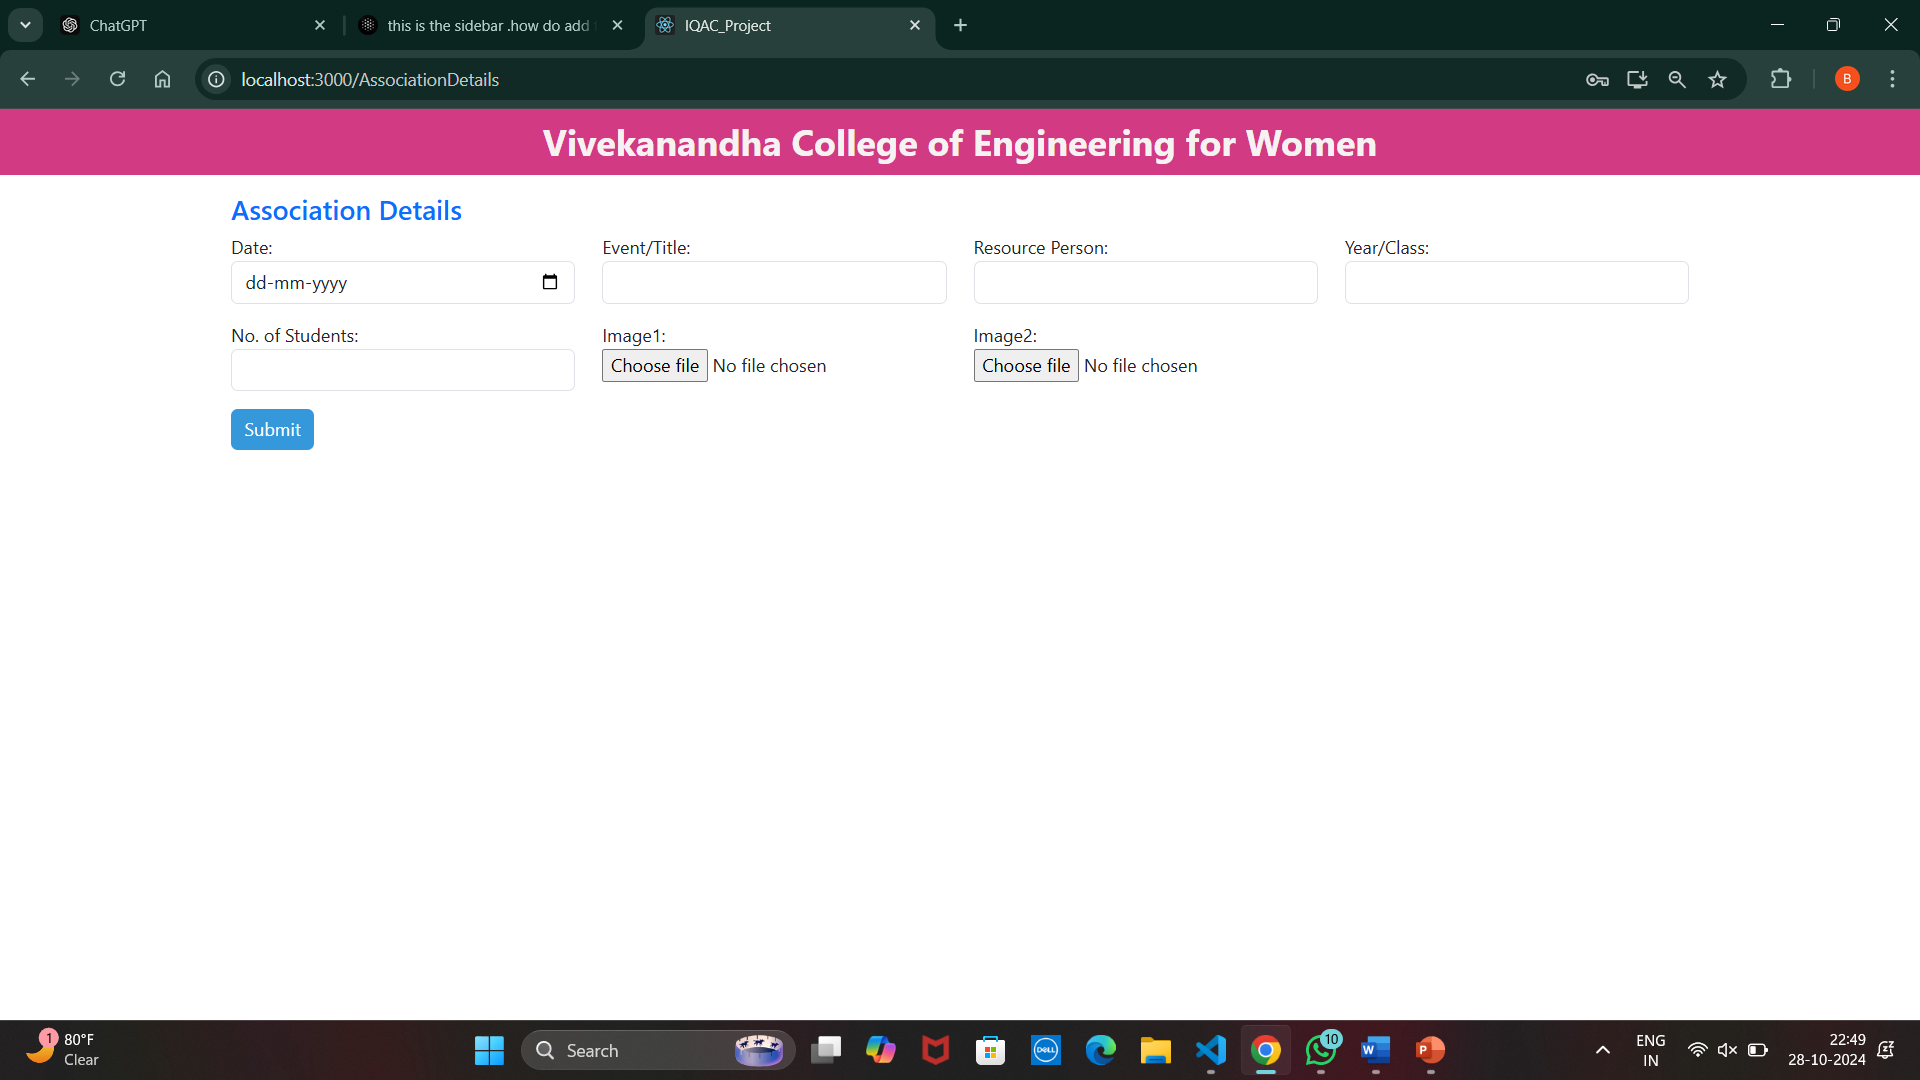 ChatGPT
this is the sidebar .how do add
IQAC_Project
localhost:3000/AssociationDetails
B
Vivekanandha College of Engineering for Women
Association Details
Date:
Event/Title:
Resource Person:
Year/Class:
dd-mm-yyyy
No. of Students:
Image1:
Image2:
Choose file No file chosen
Choose file No file chosen
Submit
1
80°F
Clear
Search
DELL
10
W
P
ENG
IN
22:49
28-10-2024